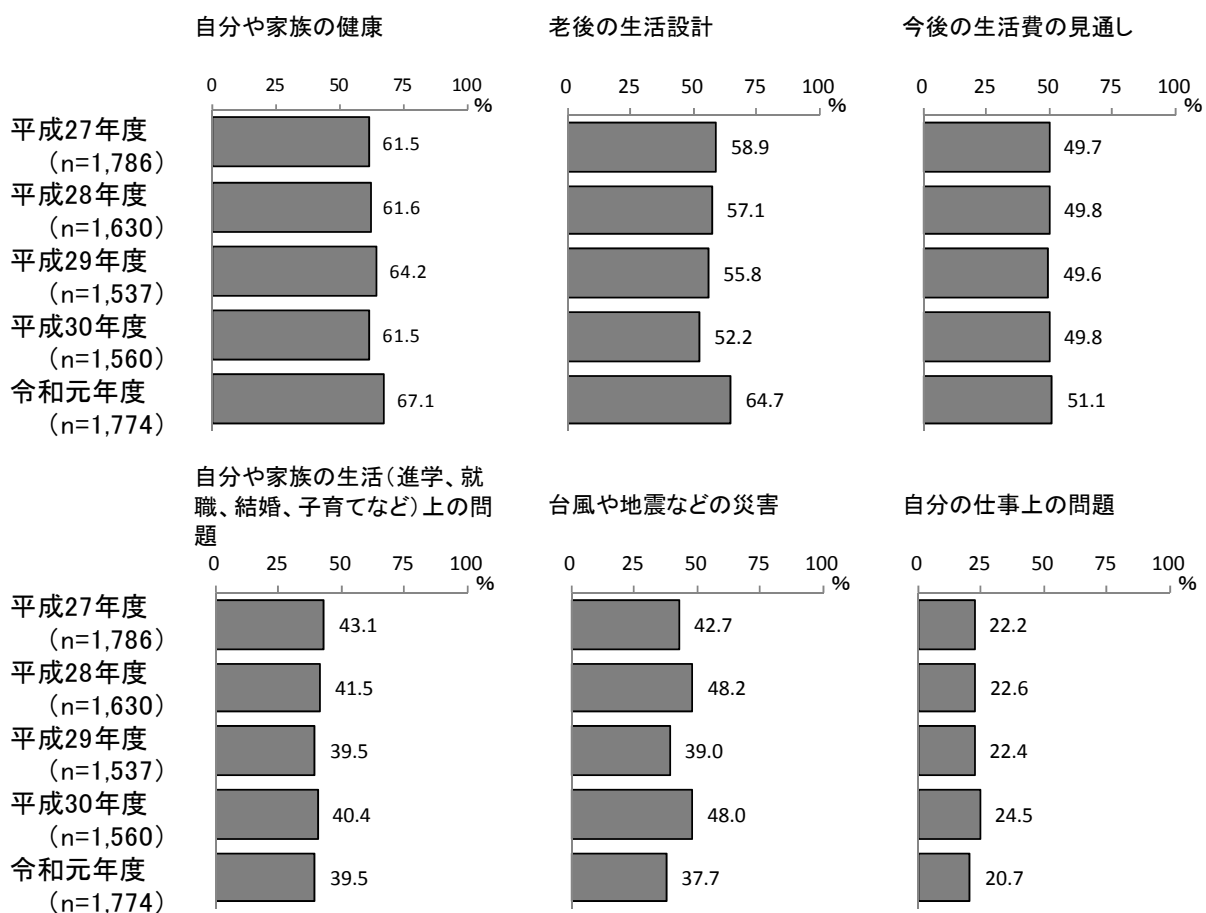 自分や家族の健康 老後の生活設計 今後の生活費の見通し
0 25 50 75 100 0 25 50 75 100 0 25 50 75 100
% % %
平成27年度
(n=1,786) 61.5 58.9 49.7
平成28年度
(n=1,630) 61.6 57.1 49.8
平成29年度
(n=1,537) 64.2 55.8 49.6
平成30年度
(n=1,560) 61.5 52.2 49.8
令和元年度
(n=1,774) 67.1 64.7 51.1
自分や家族の生活(進学、就
職、結婚、子育てなど)上の問
題
台風や地震などの災害 自分の仕事上の問題
0 25 50 75 100 0 25 50 75 100 0 25 50 75 100
% % %
平成27年度
(n=1,786) 43.1 42.7 22.2
平成28年度
(n=1,630) 41.5 48.2 22.6
平成29年度
(n=1,537) 39.5 39.0 22.4
平成30年度
(n=1,560) 40.4 48.0 24.5
令和元年度
(n=1,774) 39.5 37.7 20.7